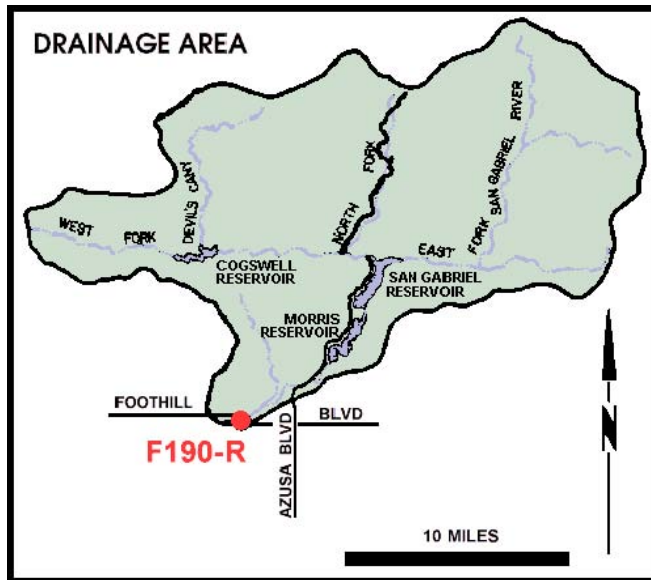 DRAINAGE AREA
WEST FORK
DEVIL'S CANY
NORTH FORK
EAST FORK SAN GABRIEL RIVER
COGSWELL
RESERVOIR
SAN GABRIEL
RESERVOIR
MORRIS
RESERVOIR
FOOTHILL BLVD
F190-R
AZUSA BLVD
N
10 MILES